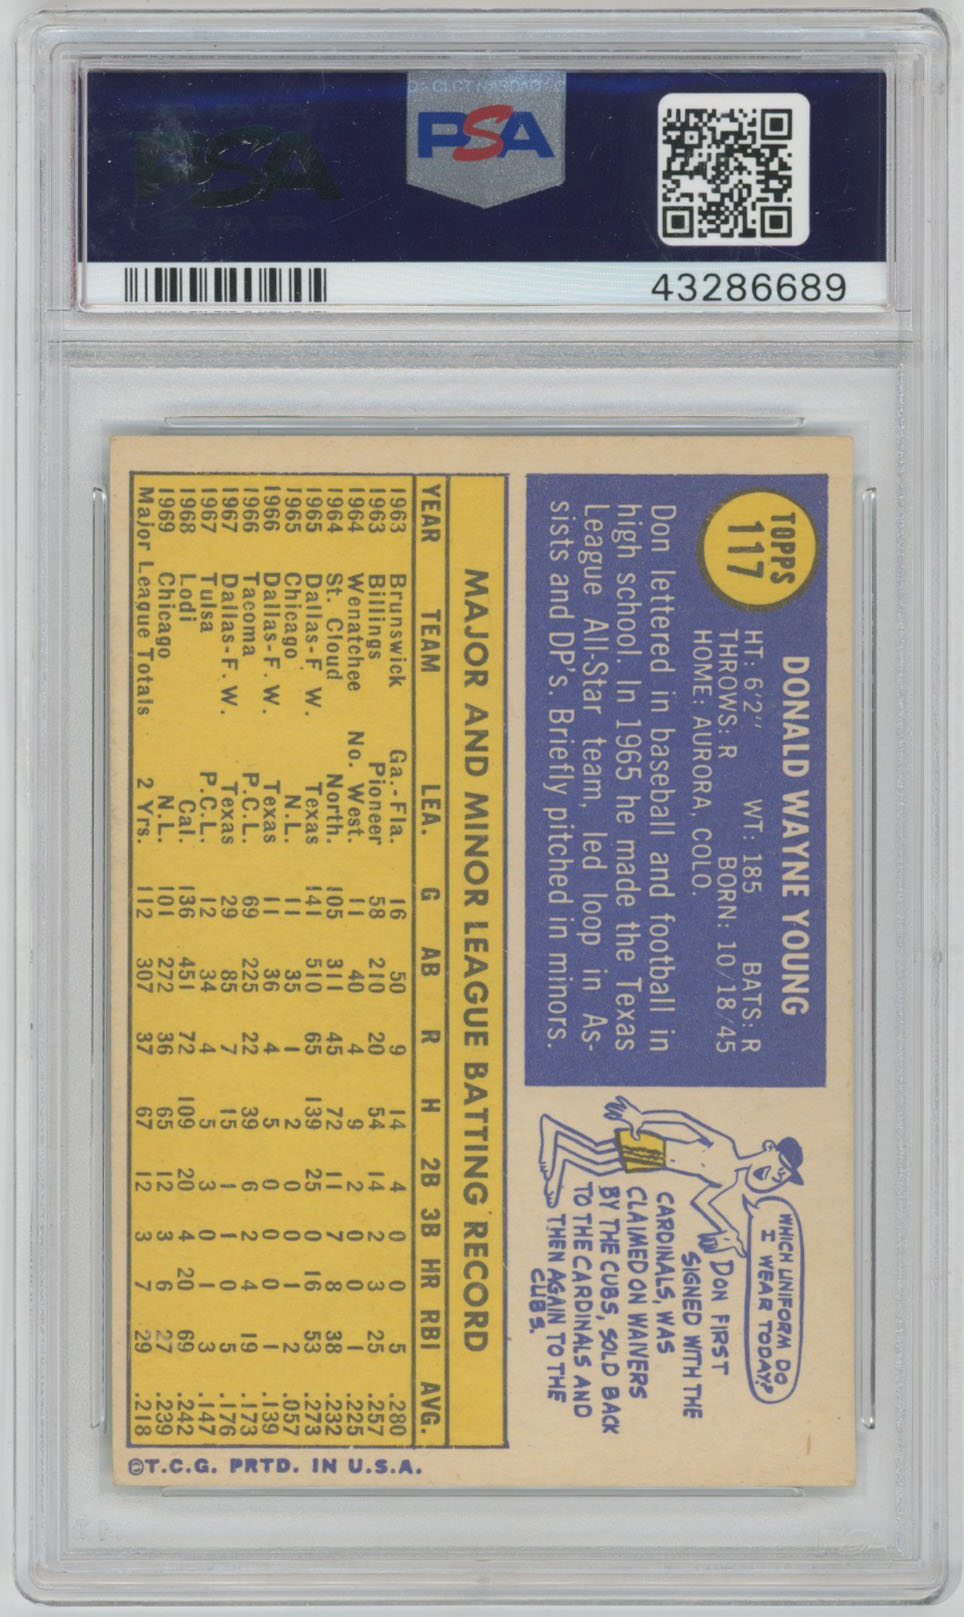 CLCT NASDAQ
PSA
PSA
43286689
TOPPS
117
DONALD WAYNE YOUNG
HT: 6'2" WT: 185 BATS: R
THROWS: R BORN: 10/18/45
HOME: AURORA, COLO.
Don lettered in baseball and football in
high school. In 1965 he made the Texas
League All-Star team, led loop in As-
sists and DP's. Briefly pitched in minors.
WHICH UNIFORM DO
I WEAR TODAY?
DON FIRST
SIGNED WITH THE
CARDINALS, WAS
CLAIMED ON WAIVERS
BY THE CUBS, SOLD BACK
TO THE CARDINALS AND
THEN AGAIN TO THE
CUBS.
MAJOR AND MINOR LEAGUE BATTING RECORD
YEAR TEAM LEA. G AB R H 2B 3B HR RBI AVG.
1963 Brunswick Ga.-Fla. 16 50 9 14 4 0 0 5 .280
1963 Billings Pioneer 58 210 20 54 14 2 3 25 .257
1964 Wenatchee No. West. 11 40 4 9 2 0 0 1 .225
1964 St. Cloud North. 105 311 45 72 11 7 8 38 .232
1965 Dallas-F. W. Texas 141 510 65 139 25 0 16 53 .273
1965 Chicago N.L. 11 35 1 2 0 0 1 2 .057
1966 Dallas-F. W. Texas 11 36 4 5 0 0 0 1 .139
1966 Tacoma P.C.L. 69 225 22 39 6 2 4 19 .173
1967 Dallas-F. W. Texas 29 85 7 15 1 1 0 5 .176
1967 Tulsa P.C.L. 12 34 4 5 3 0 1 3 .147
1968 Lodi Cal. 136 451 72 109 20 4 20 69 .242
1969 Chicago N.L. 101 272 36 65 12 3 6 27 .239
Major League Totals 2 Yrs. 112 307 37 67 12 3 7 29 .218
©T.C.G. PRTD. IN U.S.A.